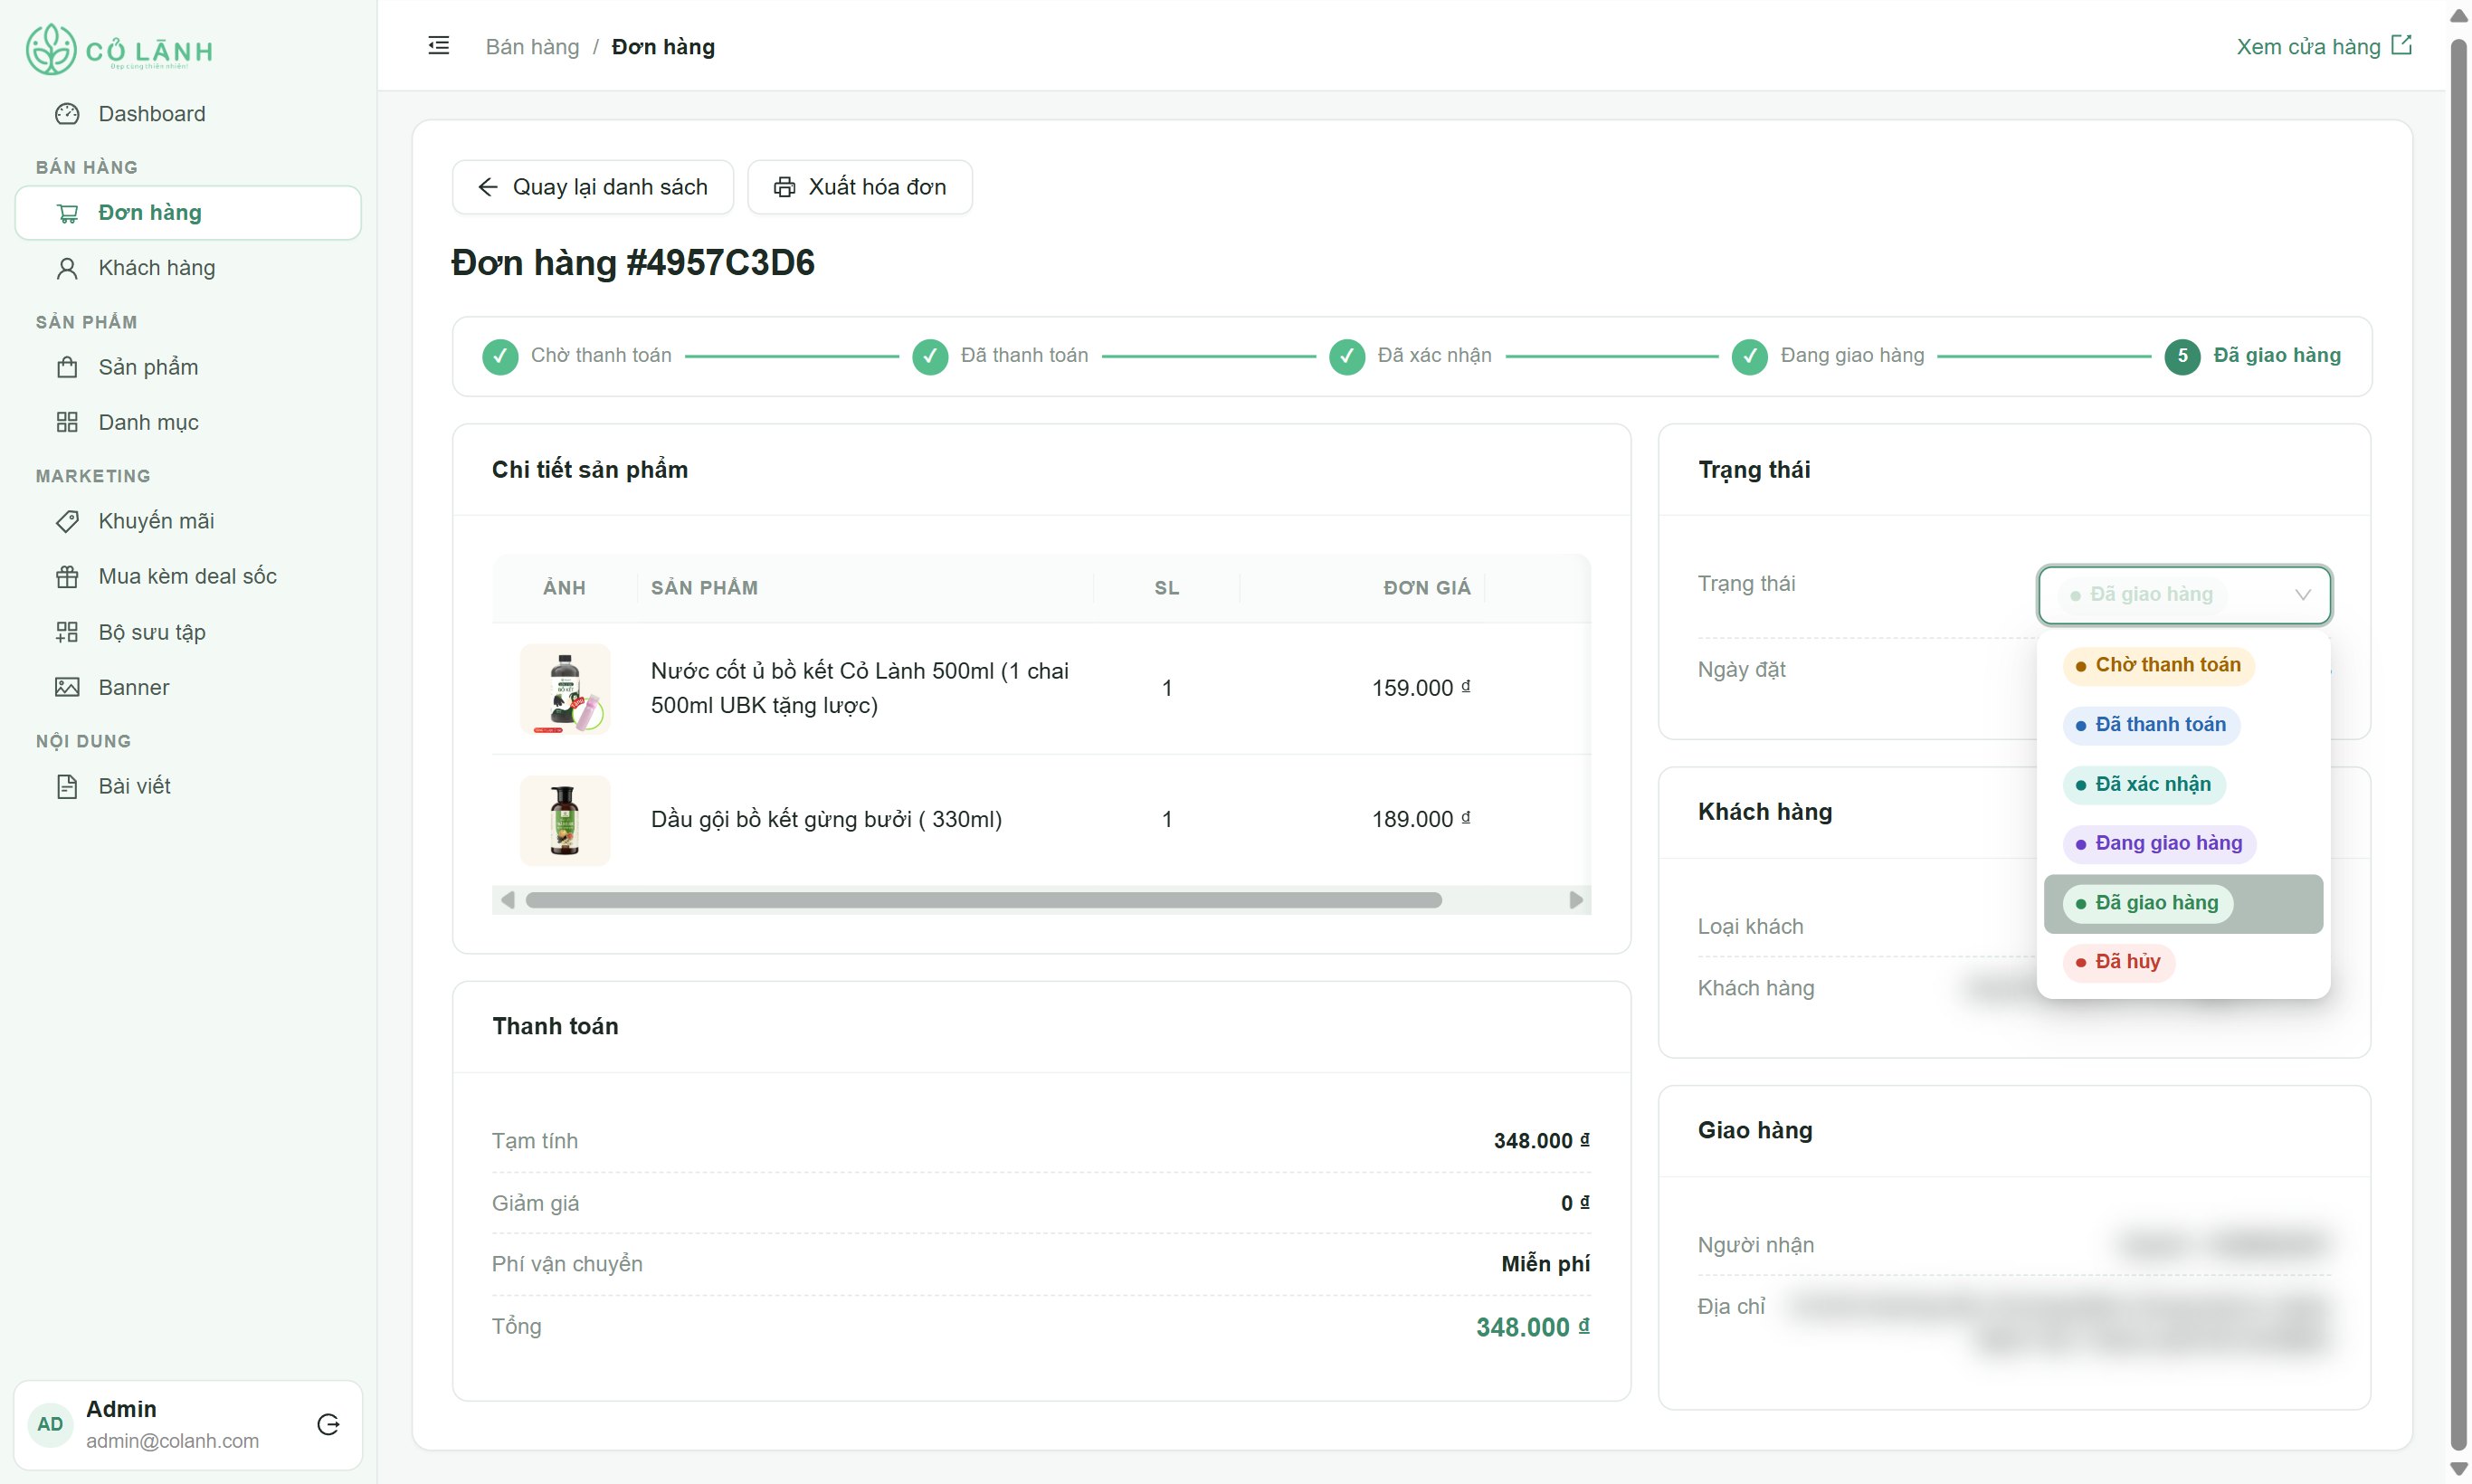 CỎ LÀNH
Đẹp cùng thiên nhiên!
Dashboard
BÁN HÀNG
Đơn hàng
Khách hàng
SẢN PHẨM
Sản phẩm
Danh mục
MARKETING
Khuyến mãi
Mua kèm deal sốc
Bộ sưu tập
Banner
NỘI DUNG
Bài viết
AD
Admin
admin@colanh.com
Bán hàng / Đơn hàng
Xem cửa hàng
Quay lại danh sách
Xuất hóa đơn
Đơn hàng #4957C3D6
Chờ thanh toán
Đã thanh toán
Đã xác nhận
Đang giao hàng
5 Đã giao hàng
Chi tiết sản phẩm
ẢNH SẢN PHẨM SL ĐƠN GIÁ
Nước cốt ủ bồ kết Cỏ Lành 500ml (1 chai
500ml UBK tặng lược)
1
159.000 ₫
Dầu gội bồ kết gừng bưởi ( 330ml)
1
189.000 ₫
Thanh toán
Tạm tính 348.000 ₫
Giảm giá 0 ₫
Phí vận chuyển Miễn phí
Tổng 348.000 ₫
Trạng thái
Trạng thái
Đã giao hàng
Ngày đặt
Chờ thanh toán
Đã thanh toán
Đã xác nhận
Đang giao hàng
Đã giao hàng
Đã hủy
Khách hàng
Loại khách
Khách hàng
Giao hàng
Người nhận
Địa chỉ